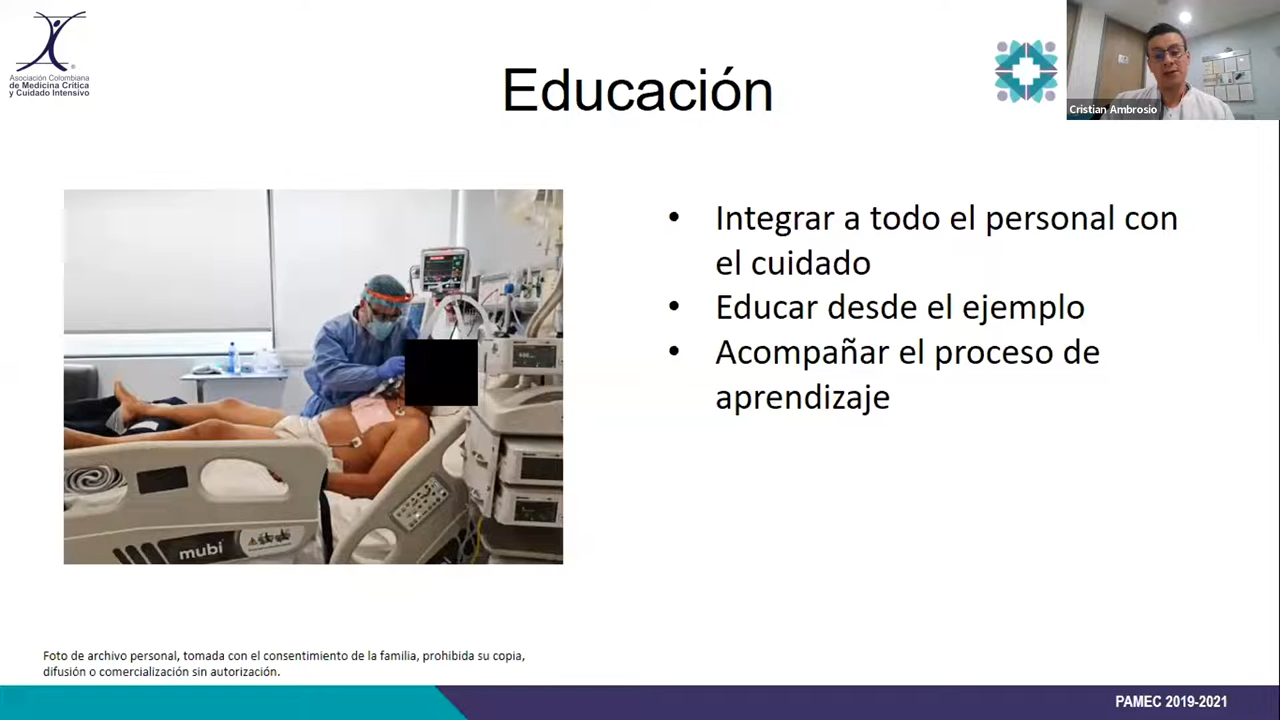 Asociación Colombiana
de Medicina Crítica
y Cuidado Intensivo
Educación
Cristian Ambrosio
• Integrar a todo el personal con
el cuidado
• Educar desde el ejemplo
• Acompañar el proceso de
aprendizaje
mubi
Foto de archivo personal, tomada con el consentimiento de la familia, prohibida su copia,
difusión o comercialización sin autorización.
PAMEC 2019-2021